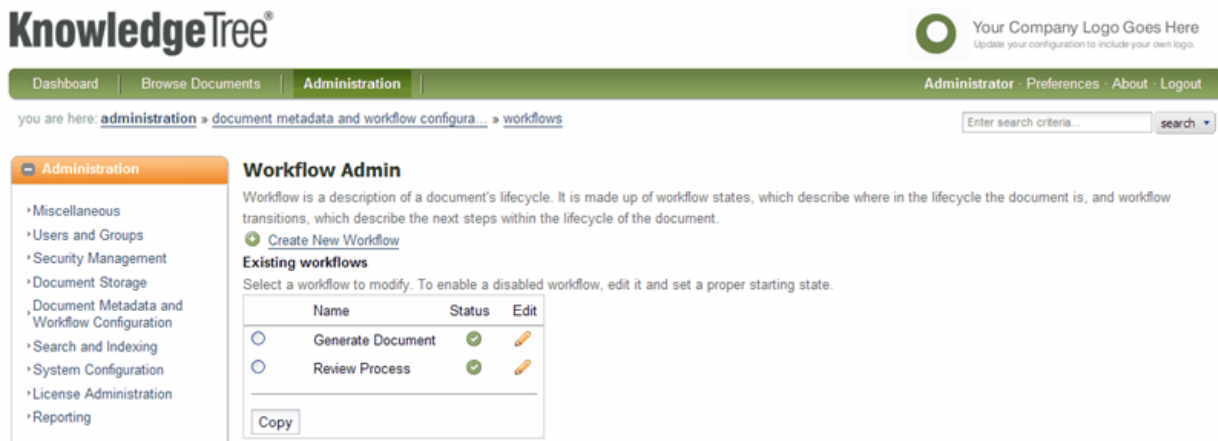 KnowledgeTree®
Your Company Logo Goes Here
Update your configuration to include your own logo.
Dashboard Browse Documents Administration Administrator · Preferences · About · Logout
you are here: administration » document metadata and workflow configura... » workflows
Enter search criteria... search
Administration
Miscellaneous
Users and Groups
Security Management
Document Storage
Document Metadata and
Workflow Configuration
Search and Indexing
System Configuration
License Administration
Reporting
Workflow Admin
Workflow is a description of a document's lifecycle. It is made up of workflow states, which describe where in the lifecycle the document is, and workflow
transitions, which describe the next steps within the lifecycle of the document.
Create New Workflow
Existing workflows
Select a workflow to modify. To enable a disabled workflow, edit it and set a proper starting state.
Name Status Edit
Generate Document
Review Process
Copy